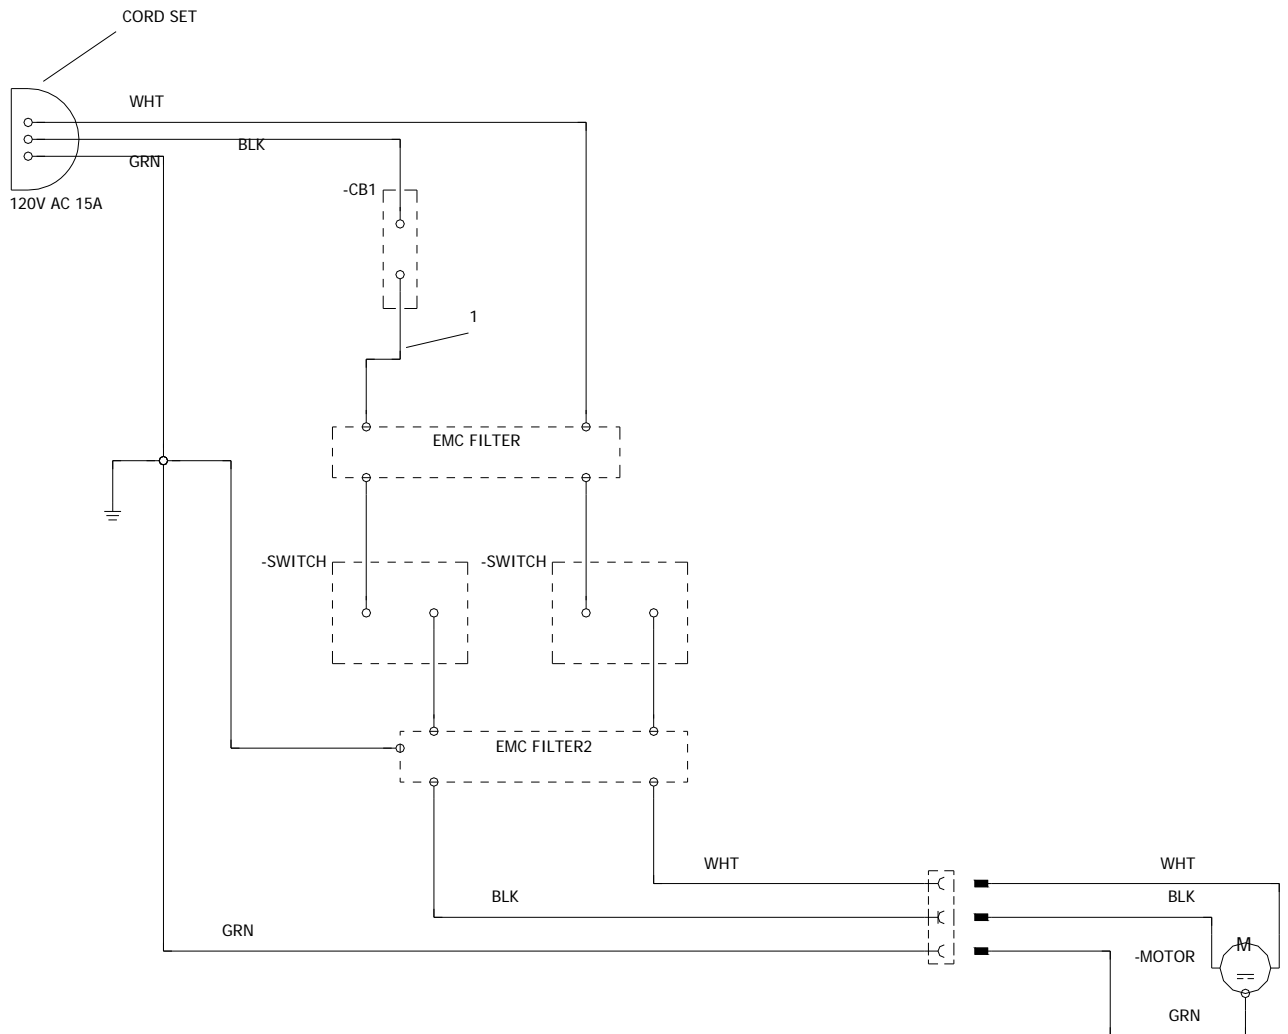 CORD SET
WHT
BLK
GRN
120V AC 15A
-CB1
1
EMC FILTER
-SWITCH
-SWITCH
EMC FILTER2
WHT
WHT
BLK
BLK
GRN
M
-MOTOR
GRN